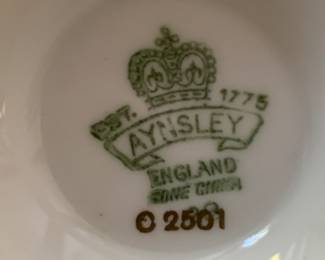 EST. 1775
AYNSLEY
ENGLAND
BONE CHINA
C 2501